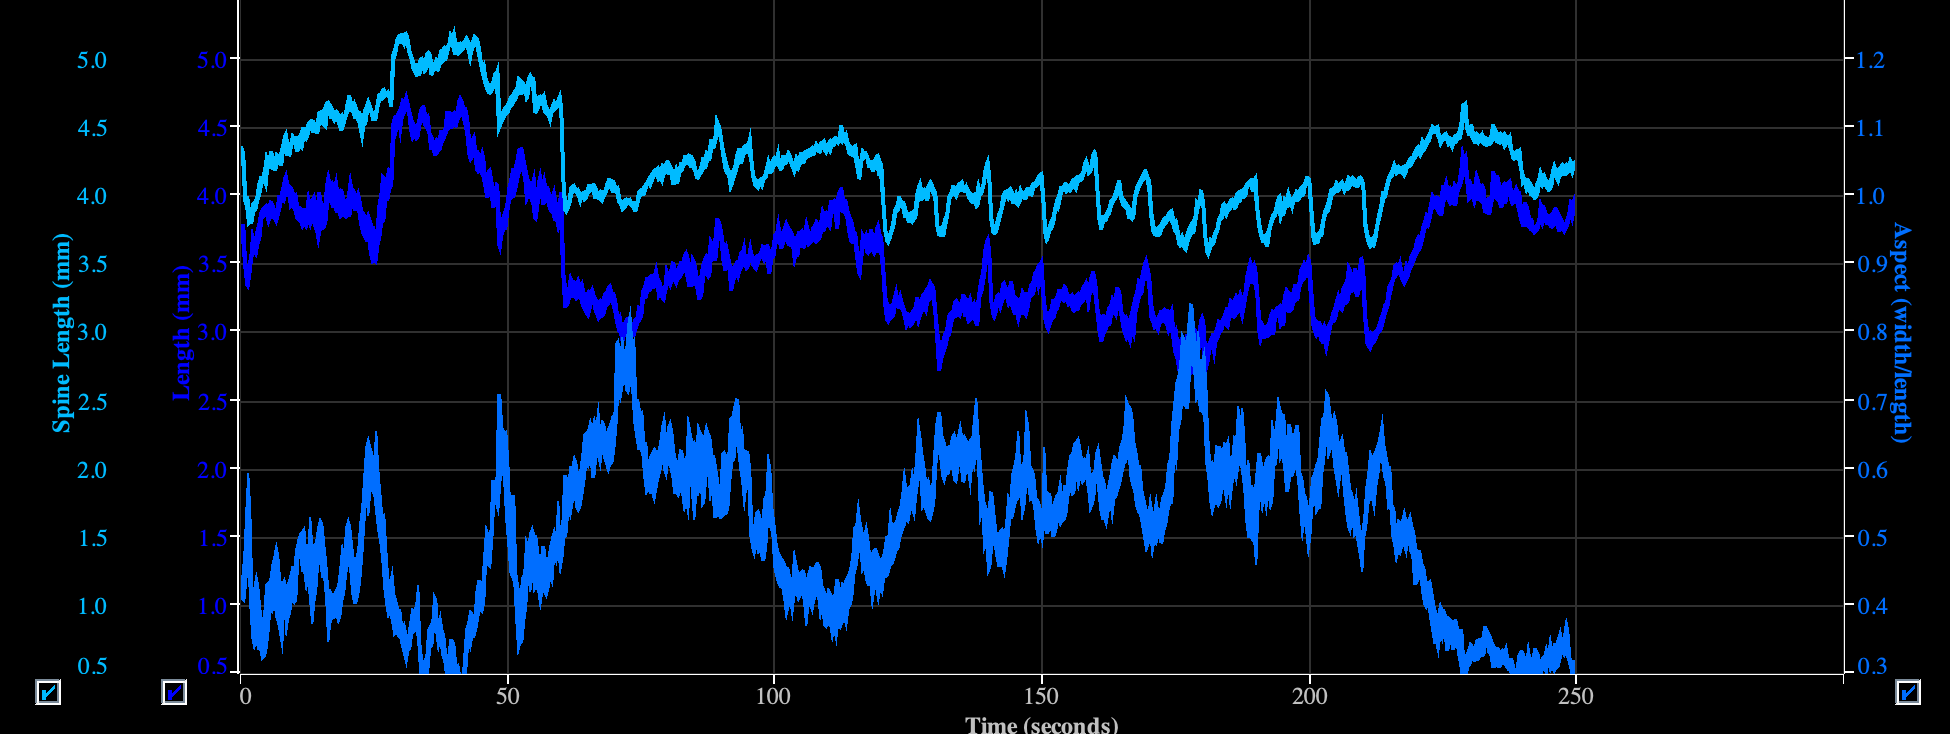 5.0 5.0 1.2
4.5 4.5 1.1
4.0 4.0 1.0
3.5 3.5 0.9
3.0 3.0 0.8
2.5 2.5 0.7
2.0 2.0 0.6
1.5 1.5 0.5
1.0 1.0 0.4
0.5 0.5 0.3
Spine Length (mm)
Length (mm)
Aspect (width/length)
0 50 100 150 200 250
Time (seconds)